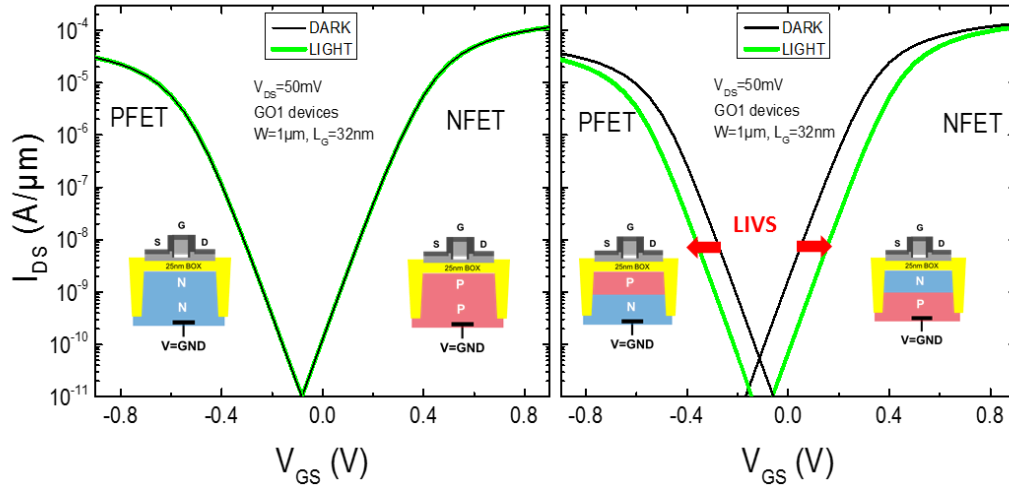 DARK
LIGHT
V_DS=50mV
GO1 devices
W=1µm, L_G=32nm
PFET
NFET
G
S D
25nm BOX
N
N
V=GND
G
S D
25nm BOX
P
P
V=GND
I_DS (A/µm)
10^-4
10^-5
10^-6
10^-7
10^-8
10^-9
10^-10
10^-11
-0.8 -0.4 0.0 0.4 0.8
V_GS (V)
DARK
LIGHT
V_DS=50mV
GO1 devices
W=1µm, L_G=32nm
PFET
NFET
LIVS
G
S D
25nm BOX
P
N
V=GND
G
S D
25nm BOX
N
P
V=GND
-0.8 -0.4 0.0 0.4 0.8
V_GS (V)